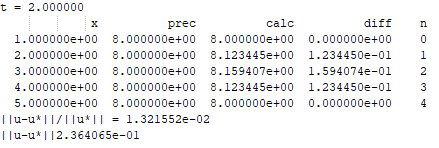 t = 2.000000
x prec calc diff n
1.000000e+00 8.000000e+00 8.000000e+00 0.000000e+00 0
2.000000e+00 8.000000e+00 8.123445e+00 1.234450e-01 1
3.000000e+00 8.000000e+00 8.159407e+00 1.594074e-01 2
4.000000e+00 8.000000e+00 8.123445e+00 1.234450e-01 3
5.000000e+00 8.000000e+00 8.000000e+00 0.000000e+00 4
||u-u*||/||u*|| = 1.321552e-02
||u-u*||2.364065e-01